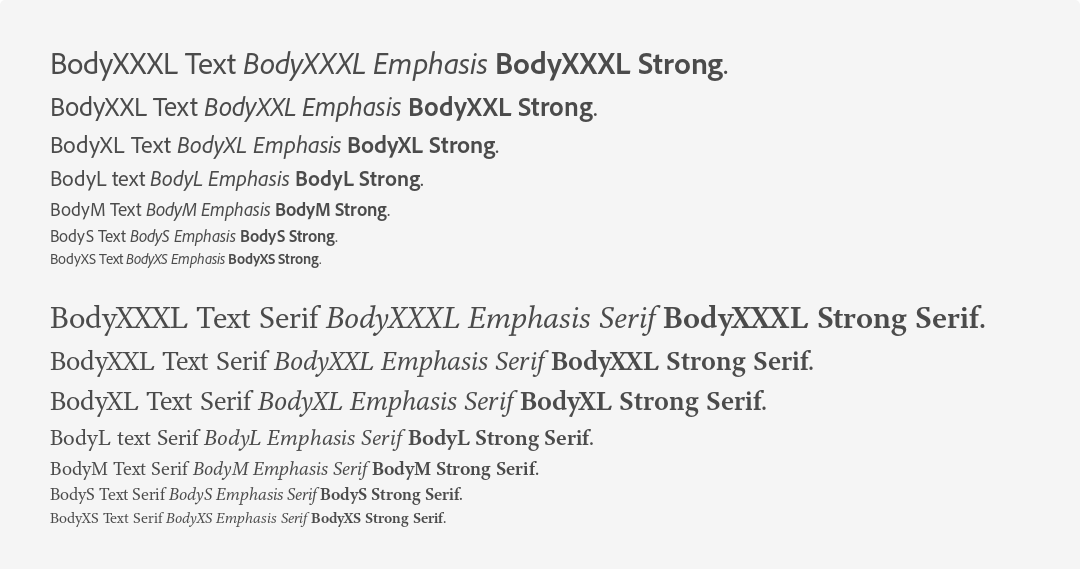 BodyXXXL Text BodyXXXL Emphasis BodyXXXL Strong.
BodyXXL Text BodyXXL Emphasis BodyXXL Strong.
BodyXL Text BodyXL Emphasis BodyXL Strong.
BodyL text BodyL Emphasis BodyL Strong.
BodyM Text BodyM Emphasis BodyM Strong.
BodyS Text BodyS Emphasis BodyS Strong.
BodyXS Text BodyXS Emphasis BodyXS Strong.
BodyXXXL Text Serif BodyXXXL Emphasis Serif BodyXXXL Strong Serif.
BodyXXL Text Serif BodyXXL Emphasis Serif BodyXXL Strong Serif.
BodyXL Text Serif BodyXL Emphasis Serif BodyXL Strong Serif.
BodyL text Serif BodyL Emphasis Serif BodyL Strong Serif.
BodyM Text Serif BodyM Emphasis Serif BodyM Strong Serif.
BodyS Text Serif BodyS Emphasis Serif BodyS Strong Serif.
BodyXS Text Serif BodyXS Emphasis Serif BodyXS Strong Serif.